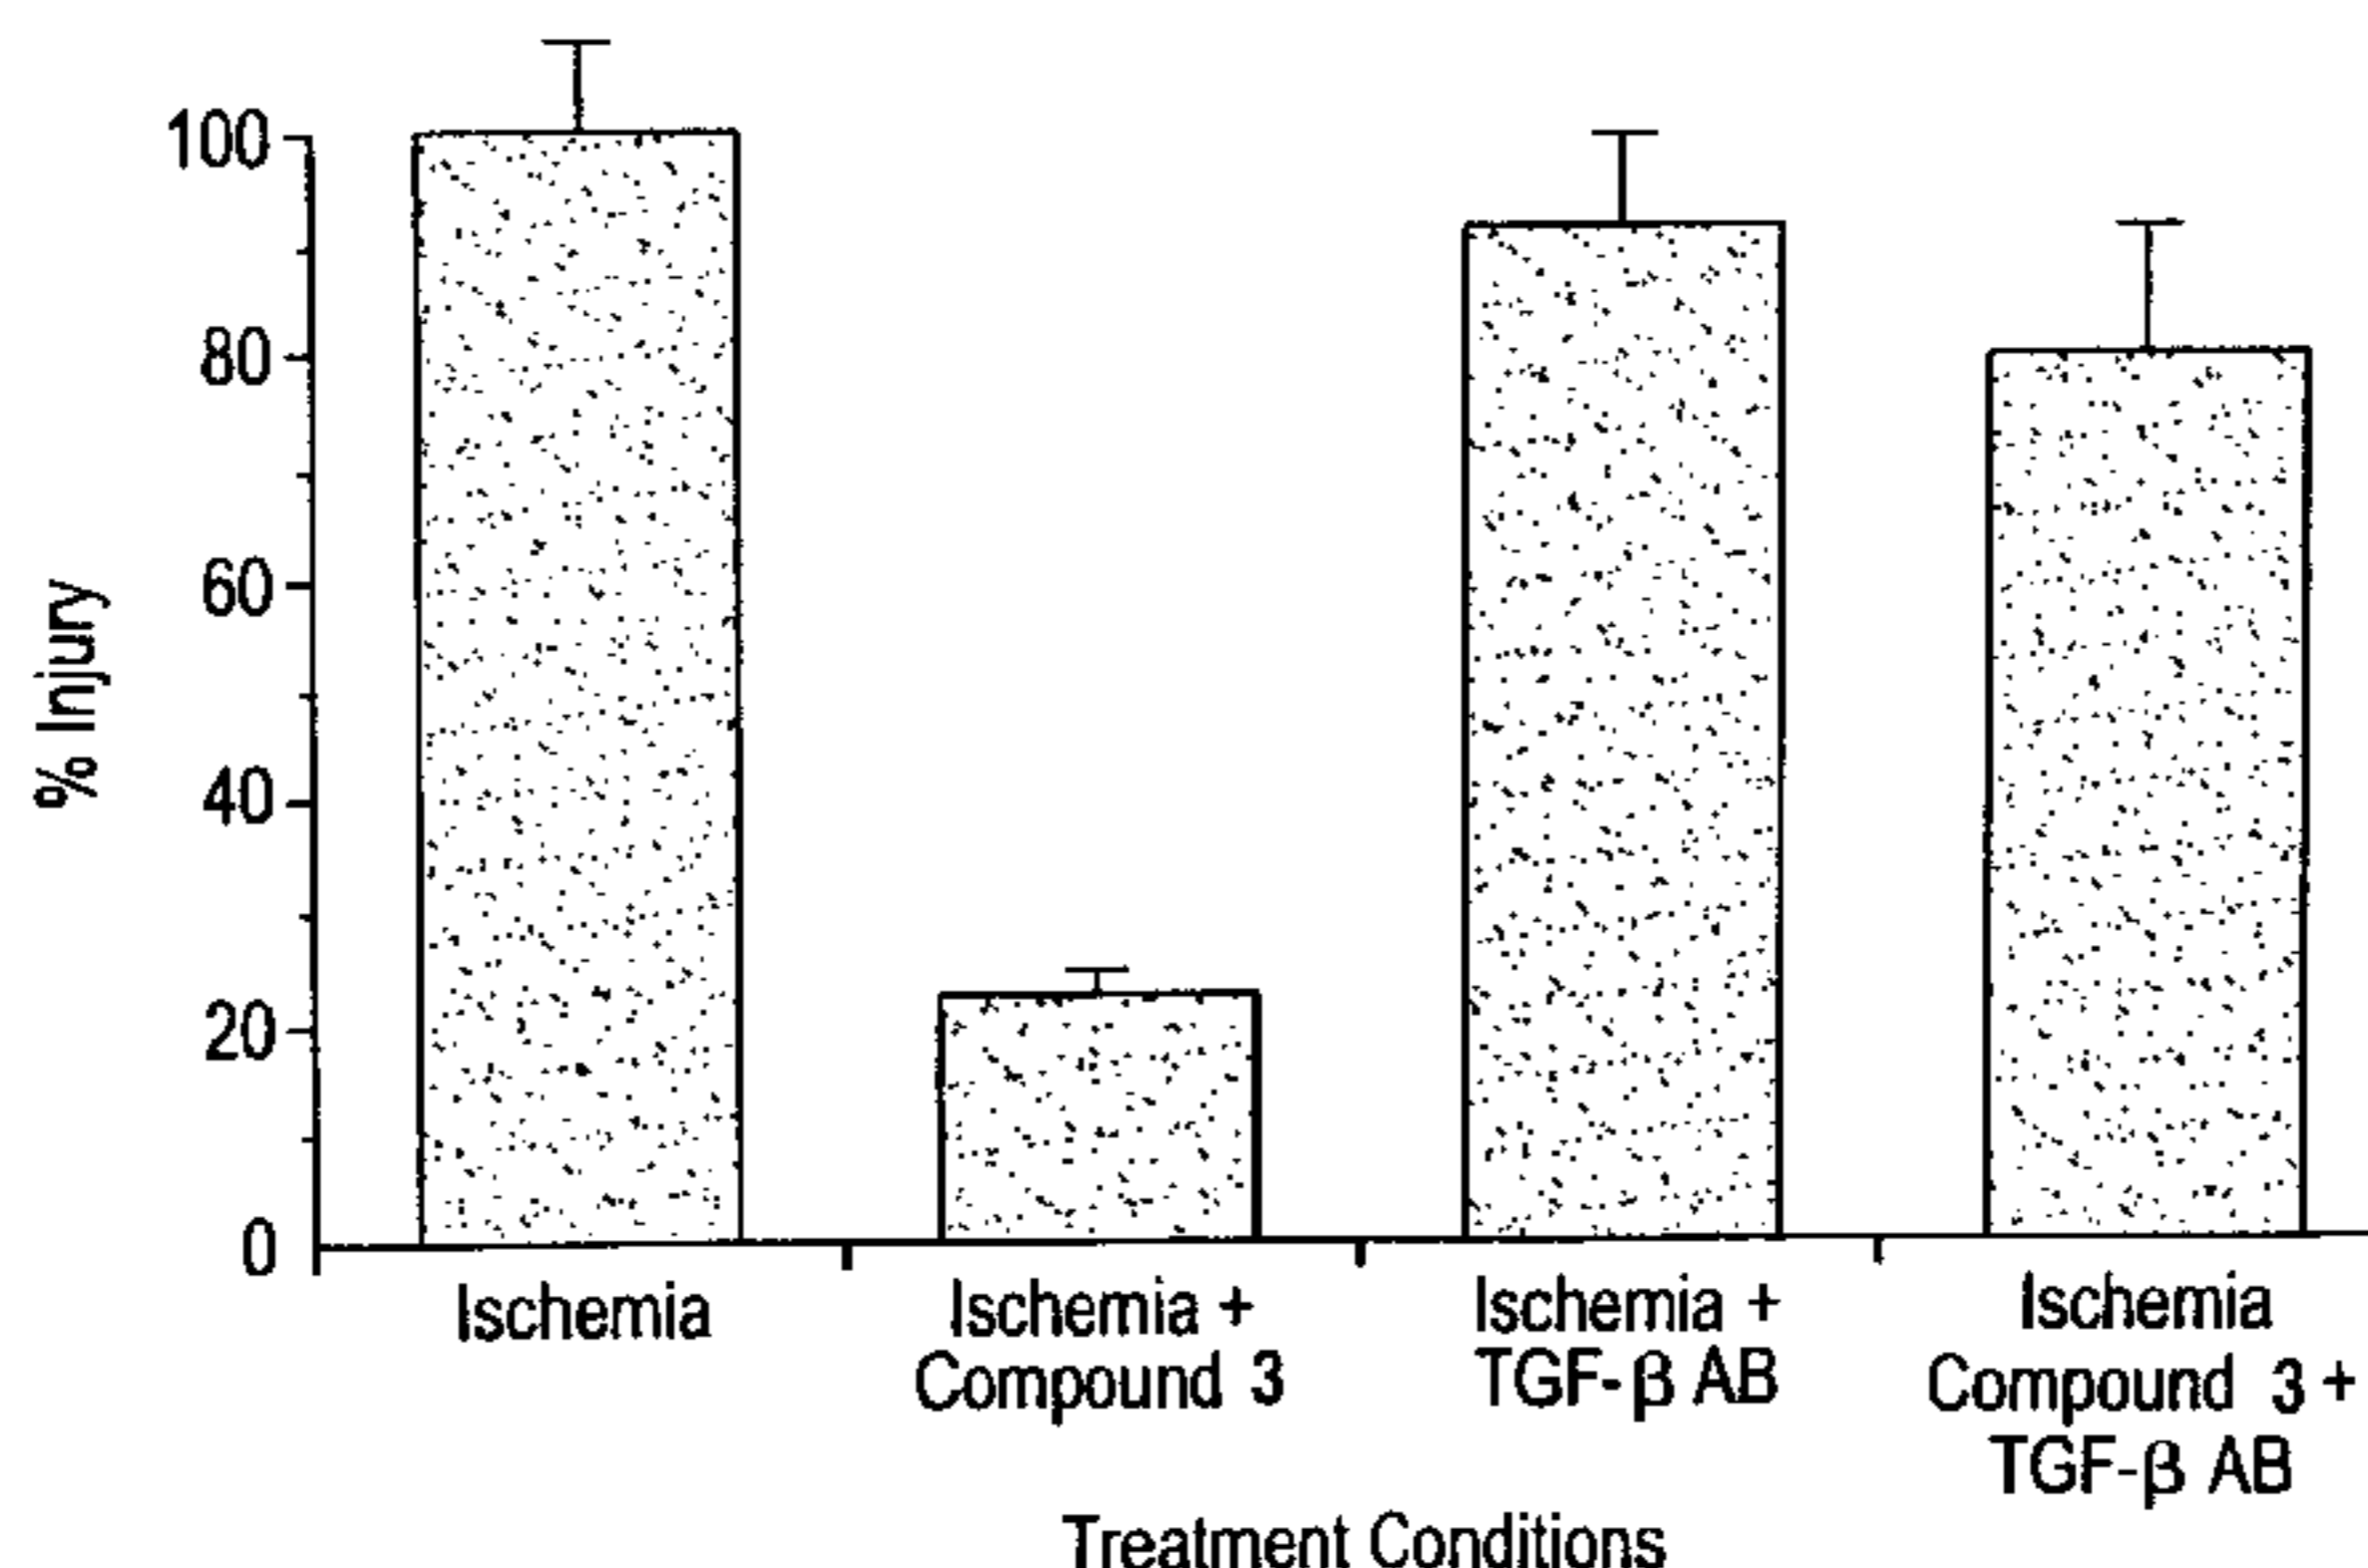 100
80
60
40
20
0
% Injury
Ischemia
Ischemia +
Compound 3
Ischemia +
TGF-β AB
Ischemia
Compound 3 +
TGF-β AB
Treatment Conditions